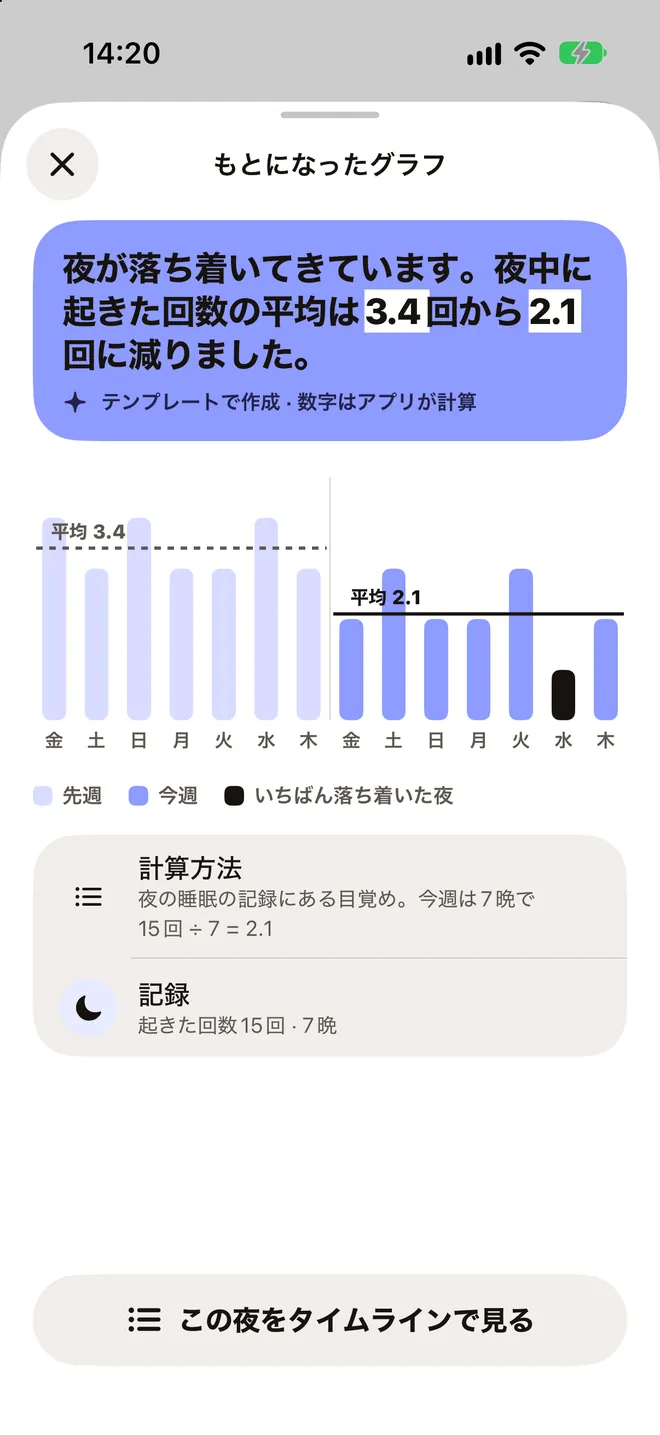 14:20
もとになったグラフ
夜が落ち着いてきています。夜中に
起きた回数の平均は3.4回から2.1
回に減りました。
テンプレートで作成 · 数字はアプリが計算
平均 3.4
平均 2.1
金 土 日 月 火 水 木 金 土 日 月 火 水 木
先週 今週 いちばん落ち着いた夜
計算方法
夜の睡眠の記録にある目覚め。今週は7晩で
15回 ÷ 7 = 2.1
記録
起きた回数15回 · 7晩
この夜をタイムラインで見る